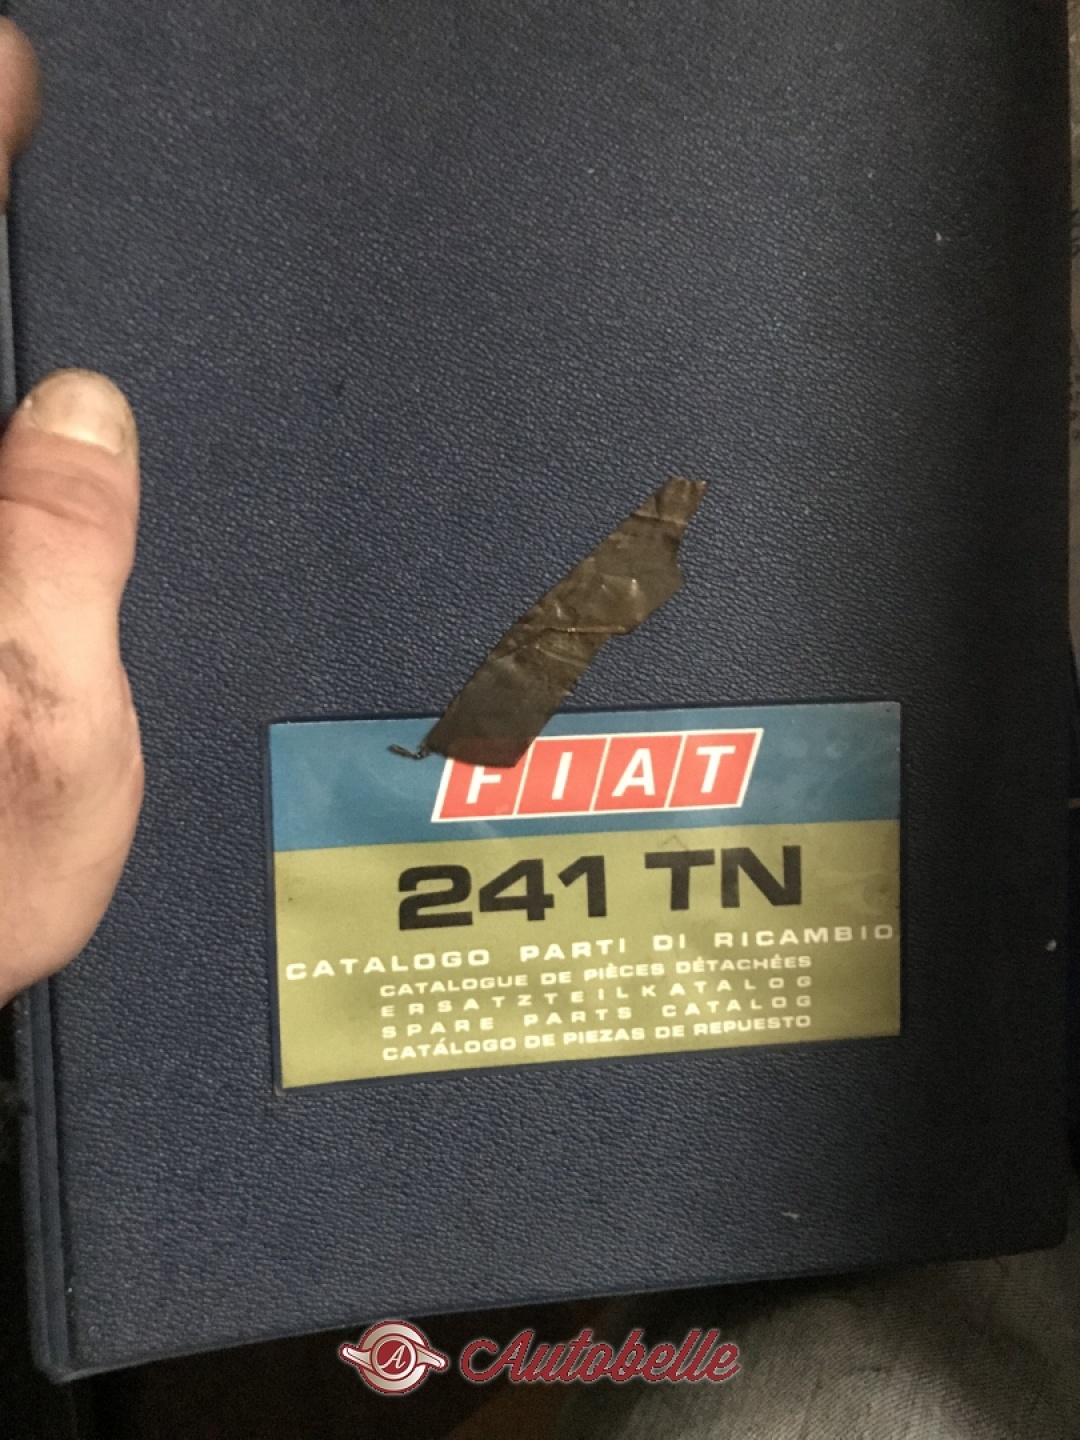 FIAT
241 TN
CATALOGO PARTI DI RICAMBIO
CATALOGUE DE PIÈCES DÉTACHÉES
ERSATZTEILKATALOG
SPARE PARTS CATALOG
CATÁLOGO DE PIEZAS DE REPUESTO
A Autobelle